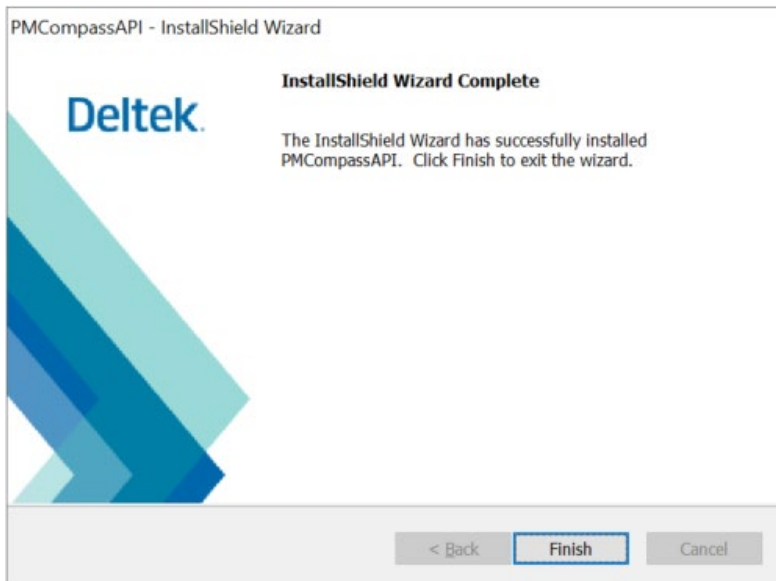 PMCompassAPI - InstallShield Wizard
Deltek.
InstallShield Wizard Complete
The InstallShield Wizard has successfully installed
PMCompassAPI. Click Finish to exit the wizard.
< Back
Finish
Cancel